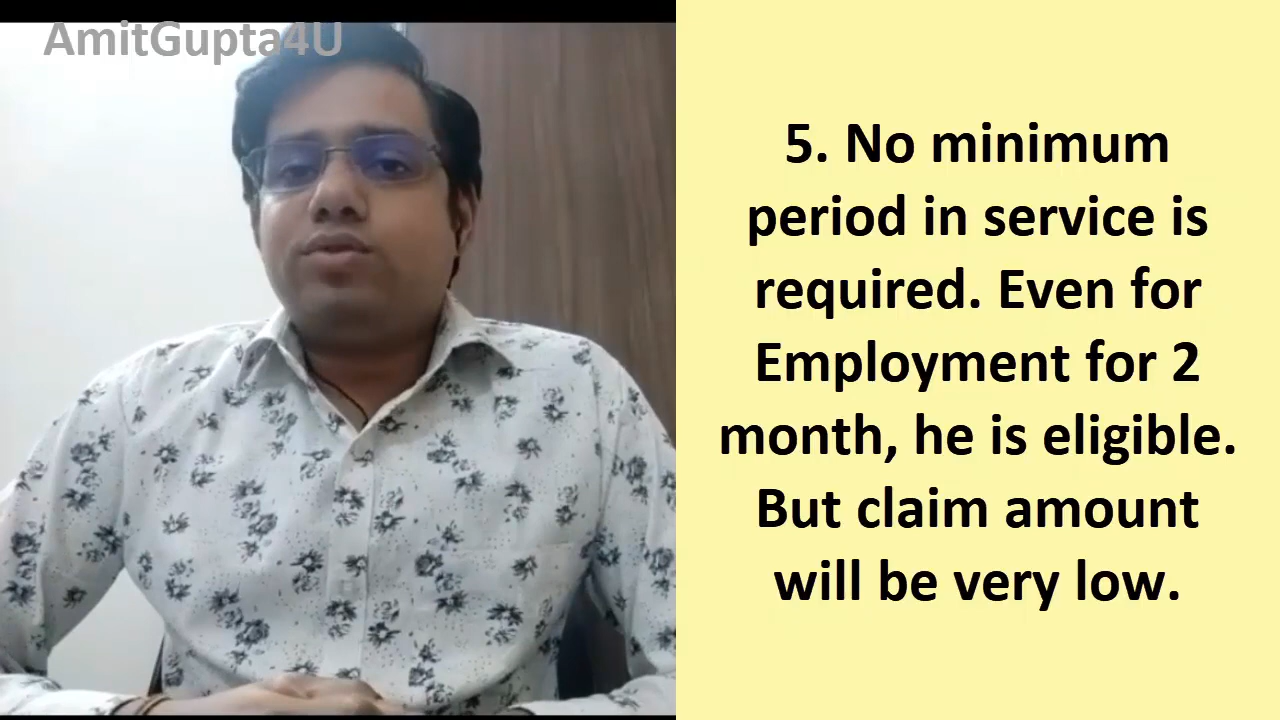 AmitGupta4U
5. No minimum
period in service is
required. Even for
Employment for 2
month, he is eligible.
But claim amount
will be very low.